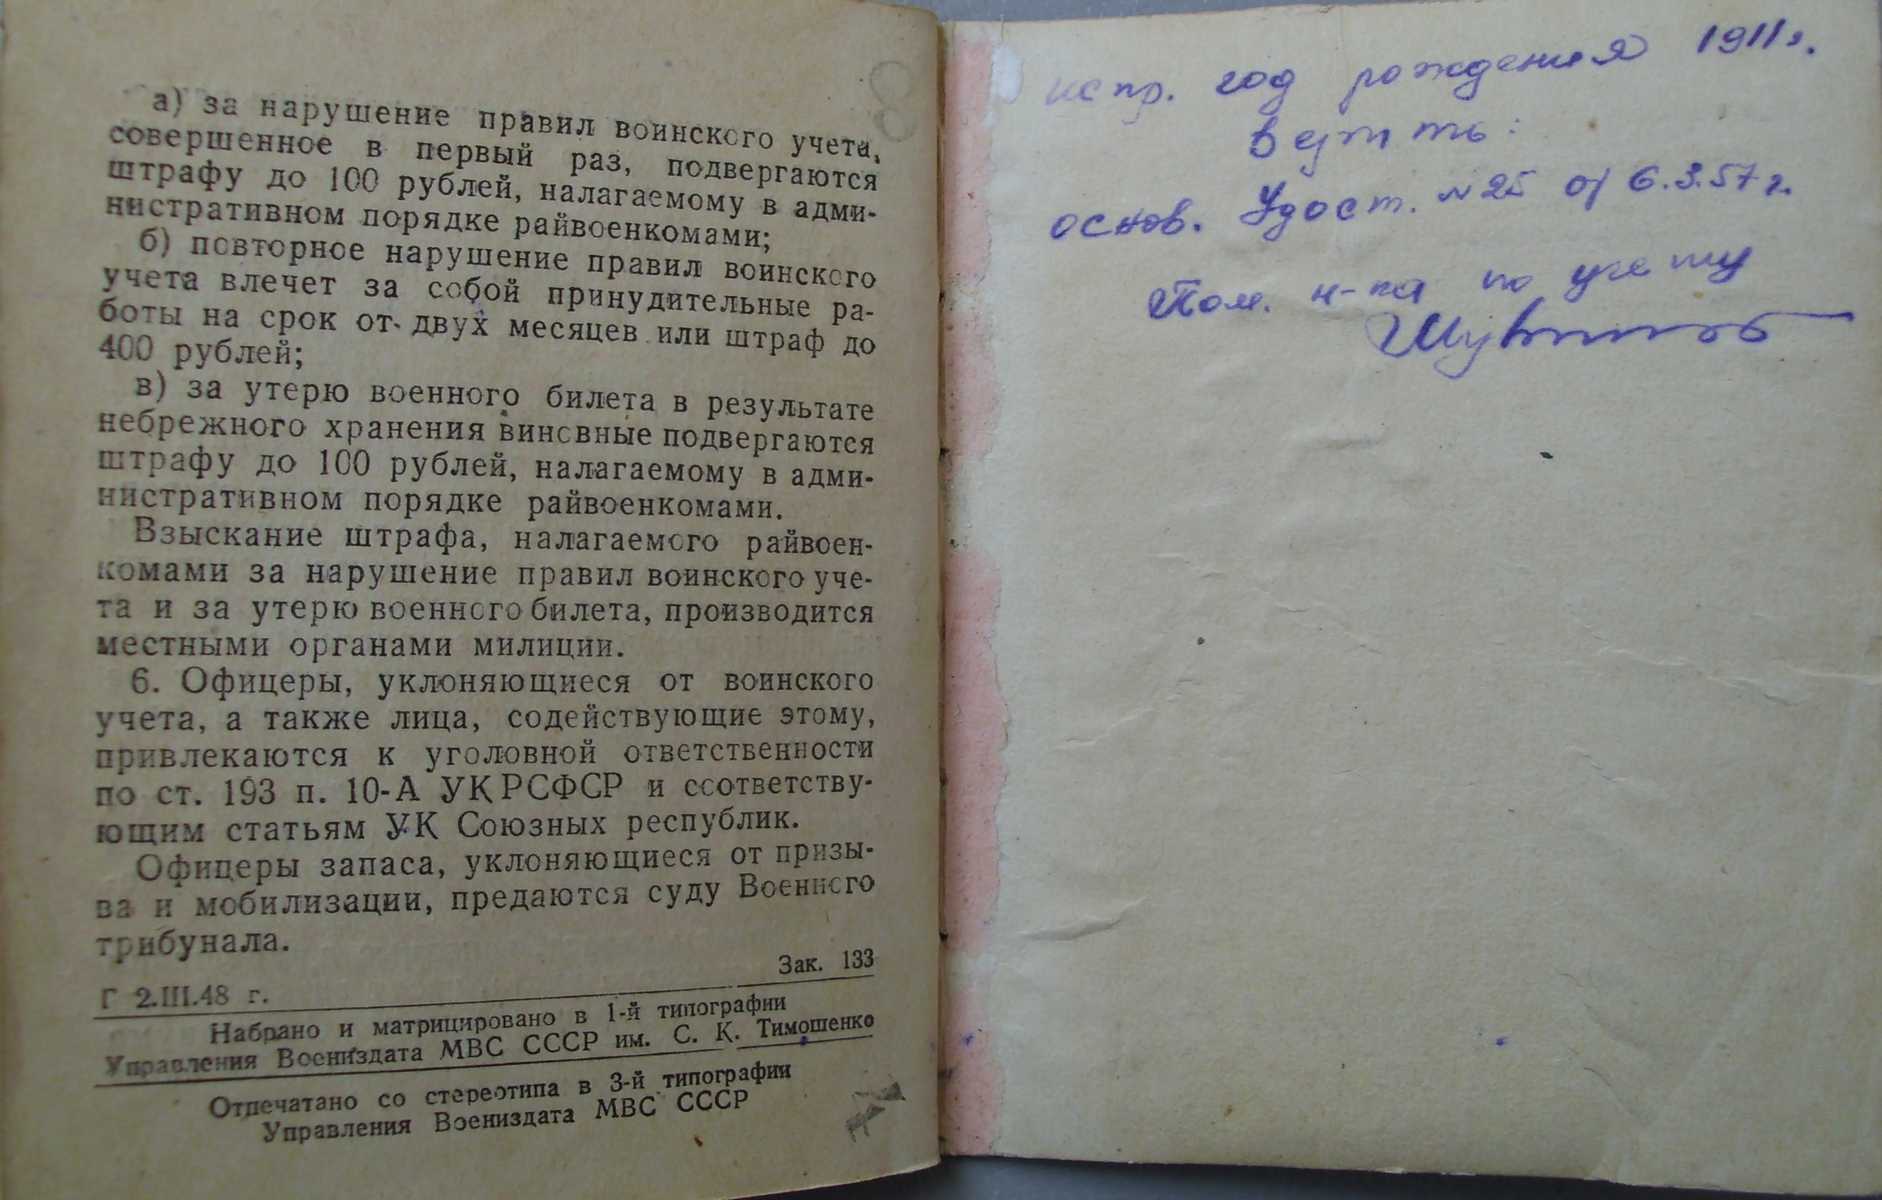 а) за нарушение правил воинского учета,
совершенное в первый раз, подвергаются
штрафу до 100 рублей, налагаемому в адми-
нистративном порядке райвоенкомами;
б) повторное нарушение правил воинского
учета влечет за собой принудительные ра-
боты на срок от двух месяцев или штраф до
400 рублей;
в) за утерю военного билета в результате
небрежного хранения виновные подвергаются
штрафу до 100 рублей, налагаемому в адми-
нистративном порядке райвоенкомами.
Взыскание штрафа, налагаемого райвоен-
комами за нарушение правил воинского уче-
та и за утерю военного билета, производится
местными органами милиции.
6. Офицеры, уклоняющиеся от воинского
учета, а также лица, содействующие этому,
привлекаются к уголовной ответственности
по ст. 193 п. 10-А УК РСФСР и соответству-
ющим статьям УК Союзных республик.
Офицеры запаса, уклоняющиеся от призы-
ва и мобилизации, предаются суду Военного
трибунала.
Г 2.III.48 г. Зак. 133
Набрано и матрицировано в 1-й типографии
Управления Воениздата МВС СССР им. С. К. Тимошенко
Отпечатано со стереотипа в 3-й типографии
Управления Воениздата МВС СССР
испр. год рождения 1911 г.
верить:
основ. Удост. №25 от 6.3.57 г.
Пом. н-ка по учету